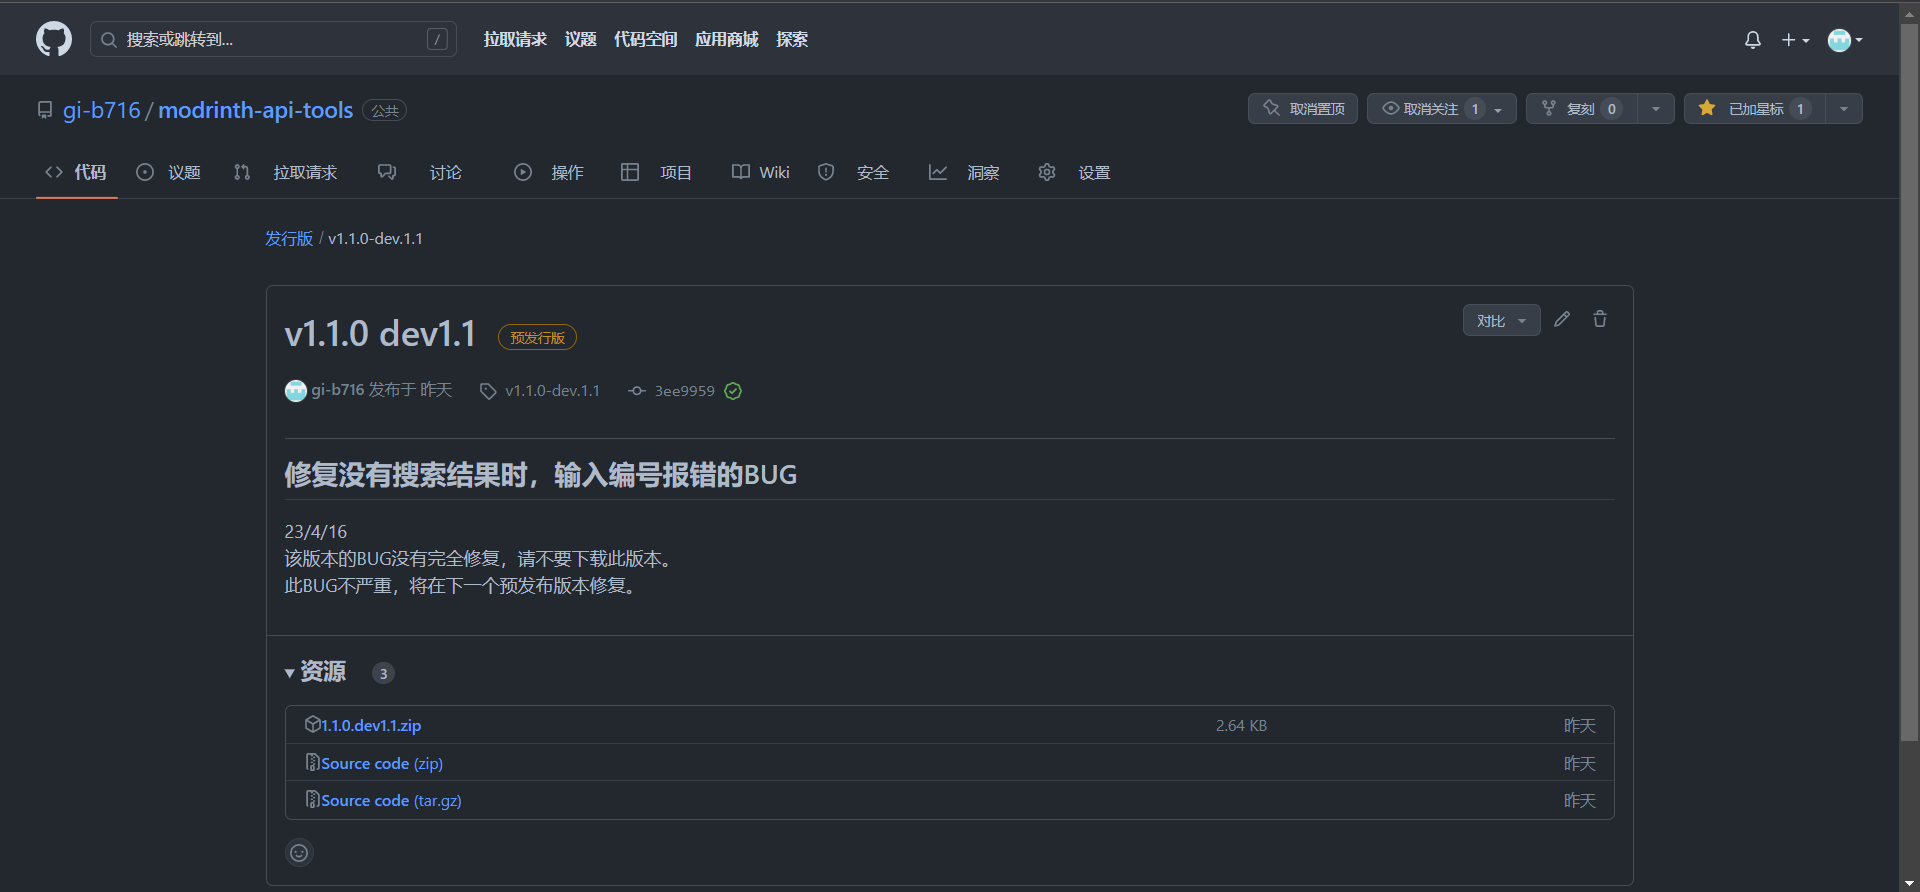 搜索或跳转到... /
拉取请求 议题 代码空间 应用商城 探索
gi-b716 / modrinth-api-tools 公共
取消置顶 取消关注 1 复刻 0 已加星标 1
代码 议题 拉取请求 讨论 操作 项目 Wiki 安全 洞察 设置
发行版 / v1.1.0-dev.1.1
v1.1.0 dev1.1 预发行版
对比
gi-b716 发布于 昨天 v1.1.0-dev.1.1 3ee9959
修复没有搜索结果时，输入编号报错的BUG
23/4/16
该版本的BUG没有完全修复，请不要下载此版本。
此BUG不严重，将在下一个预发布版本修复。
资源 3
1.1.0.dev1.1.zip 2.64 KB 昨天
Source code (zip) 昨天
Source code (tar.gz) 昨天